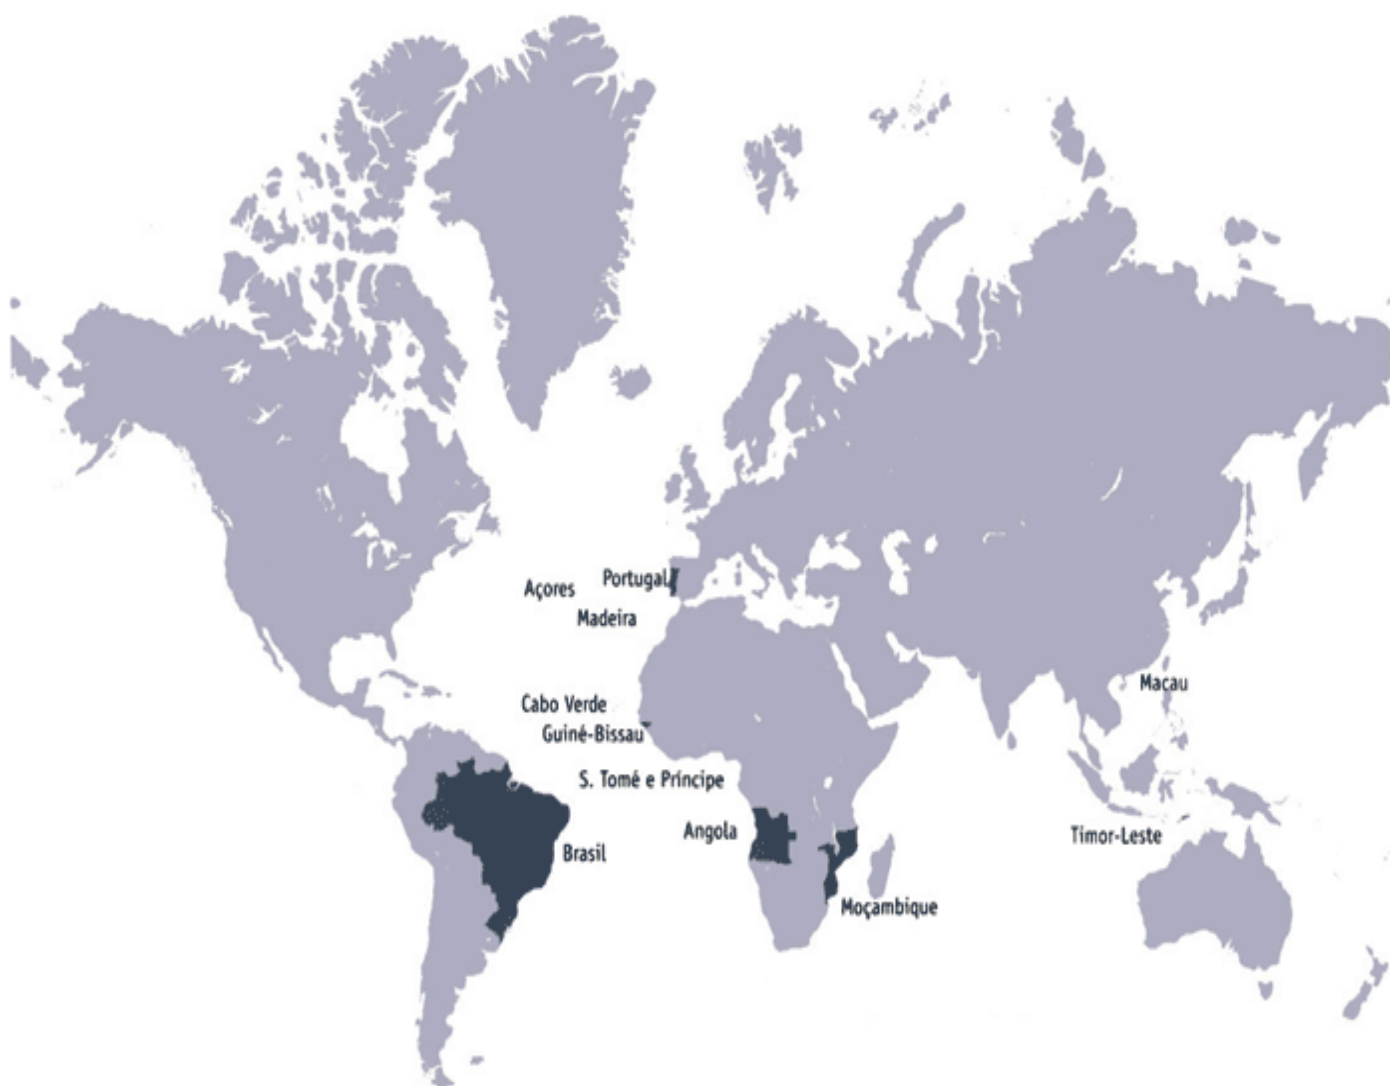 Portugal
Açores
Madeira
Macau
Cabo Verde
Guiné-Bissau
S. Tomé e Príncipe
Angola
Timor-Leste
Brasil
Moçambique